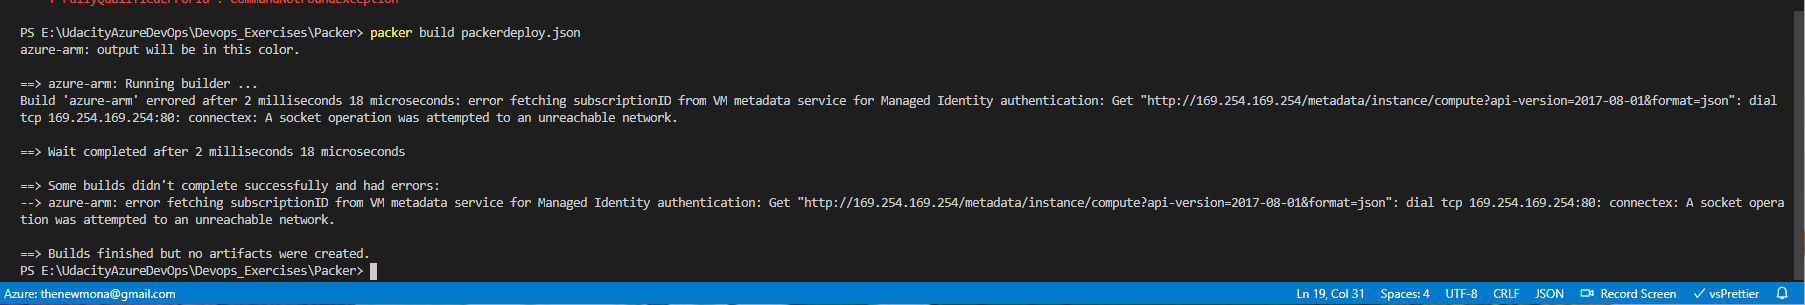 + FullyQualifiedErrorId : CommandNotFoundException
PS E:\UdacityAzureDevOps\Devops_Exercises\Packer> packer build packerdeploy.json
azure-arm: output will be in this color.
==> azure-arm: Running builder ...
Build 'azure-arm' errored after 2 milliseconds 18 microseconds: error fetching subscriptionID from VM metadata service for Managed Identity authentication: Get "http://169.254.169.254/metadata/instance/compute?api-version=2017-08-01&format=json": dial
tcp 169.254.169.254:80: connectex: A socket operation was attempted to an unreachable network.
==> Wait completed after 2 milliseconds 18 microseconds
==> Some builds didn't complete successfully and had errors:
--> azure-arm: error fetching subscriptionID from VM metadata service for Managed Identity authentication: Get "http://169.254.169.254/metadata/instance/compute?api-version=2017-08-01&format=json": dial tcp 169.254.169.254:80: connectex: A socket opera
tion was attempted to an unreachable network.
==> Builds finished but no artifacts were created.
PS E:\UdacityAzureDevOps\Devops_Exercises\Packer>
Azure: thenewmona@gmail.com Ln 19, Col 31 Spaces: 4 UTF-8 CRLF JSON Record Screen vsPrettier